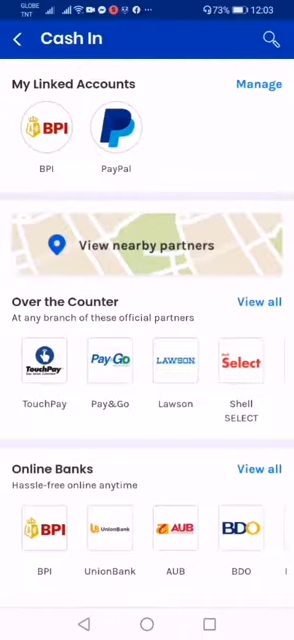 GLOBE
TNT
73%
12:03
Cash In
My Linked Accounts
Manage
BPI
BPI
PayPal
View nearby partners
Over the Counter
View all
At any branch of these official partners
TouchPay
Pay&Go
LAWSON
Select
TouchPay
Pay&Go
Lawson
Shell
SELECT
Online Banks
View all
Hassle-free online anytime
BPI
UnionBank
AUB
BDO
BPI
UnionBank
AUB
BDO